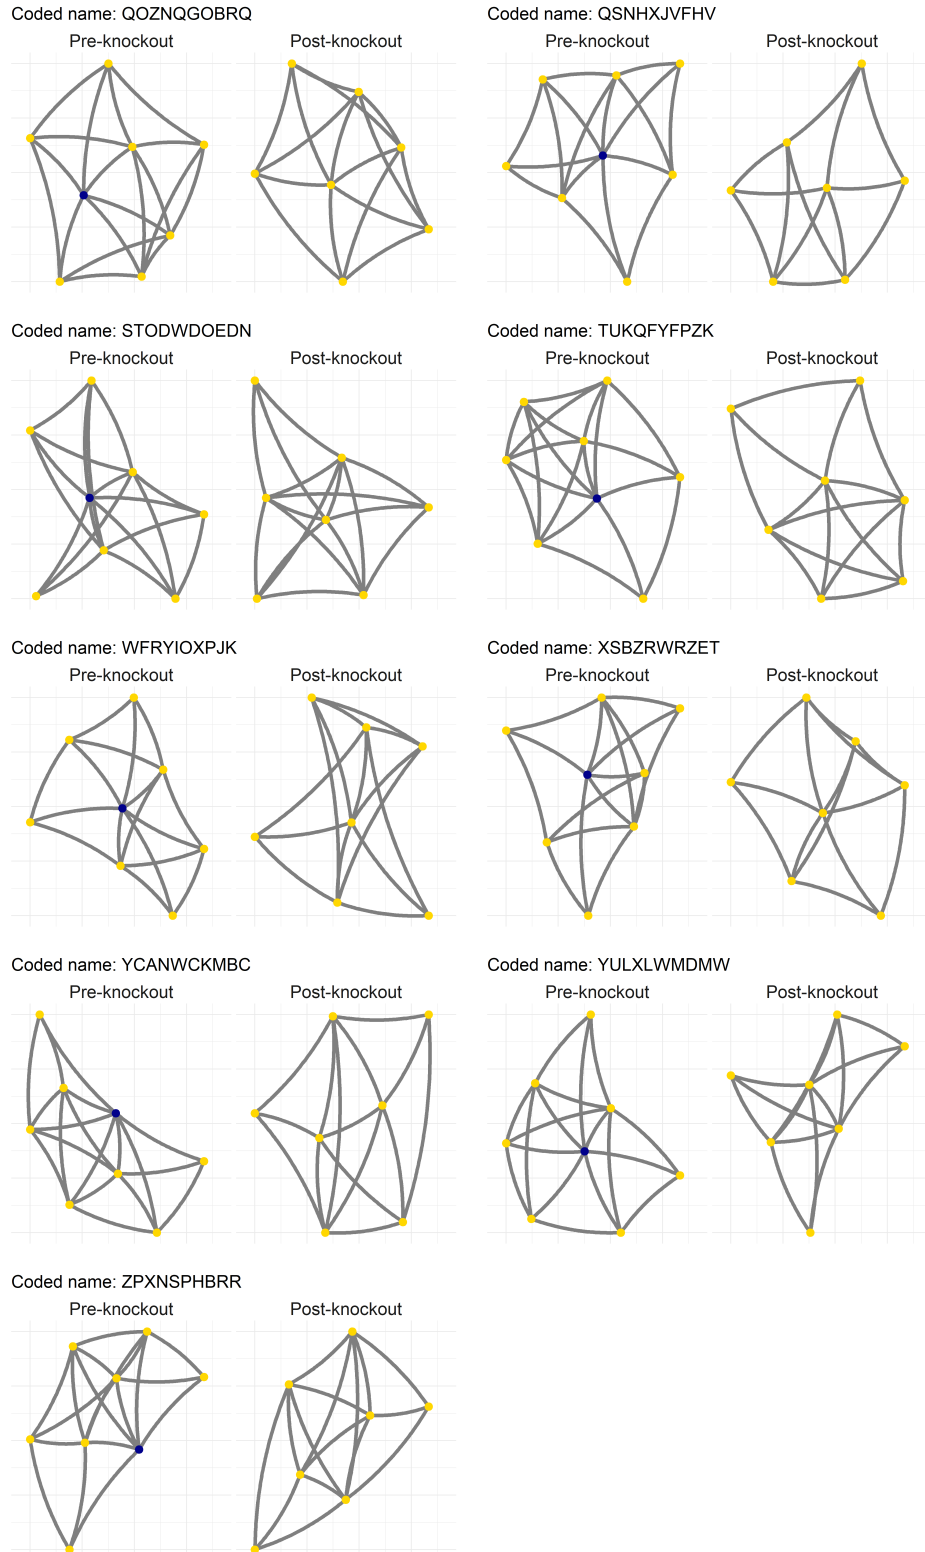 Coded name: QOZNQGOBRQ
Pre-knockout
Post-knockout
Coded name: QSNHXJVFHV
Pre-knockout
Post-knockout
Coded name: STODWDOEDN
Pre-knockout
Post-knockout
Coded name: TUKQFYFPZK
Pre-knockout
Post-knockout
Coded name: WFRYIOXPJK
Pre-knockout
Post-knockout
Coded name: XSBZRWRZET
Pre-knockout
Post-knockout
Coded name: YCANWCKMBC
Pre-knockout
Post-knockout
Coded name: YULXLWMDMW
Pre-knockout
Post-knockout
Coded name: ZPXNSPHBRR
Pre-knockout
Post-knockout